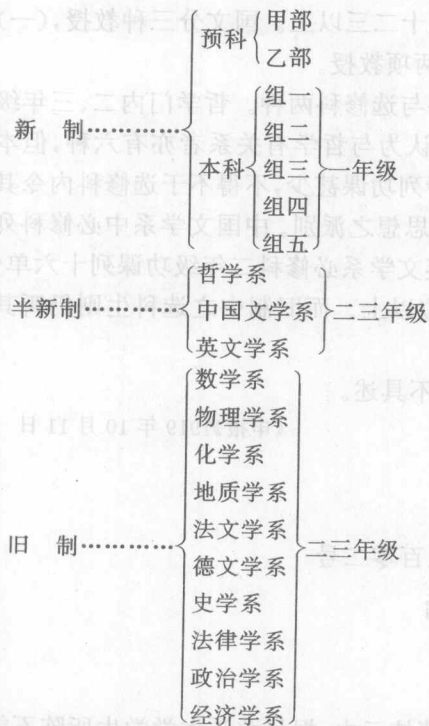 预科 甲部
乙部
新 制…………
本科 组一
组二
组三 一年级
组四
组五
半新制…………
哲学系
中国文学系 二三年级
英文学系
旧 制…………
数学系
物理学系
化学系
地质学系
法文学系
德文学系 二三年级
史学系
法律学系
政治学系
经济学系